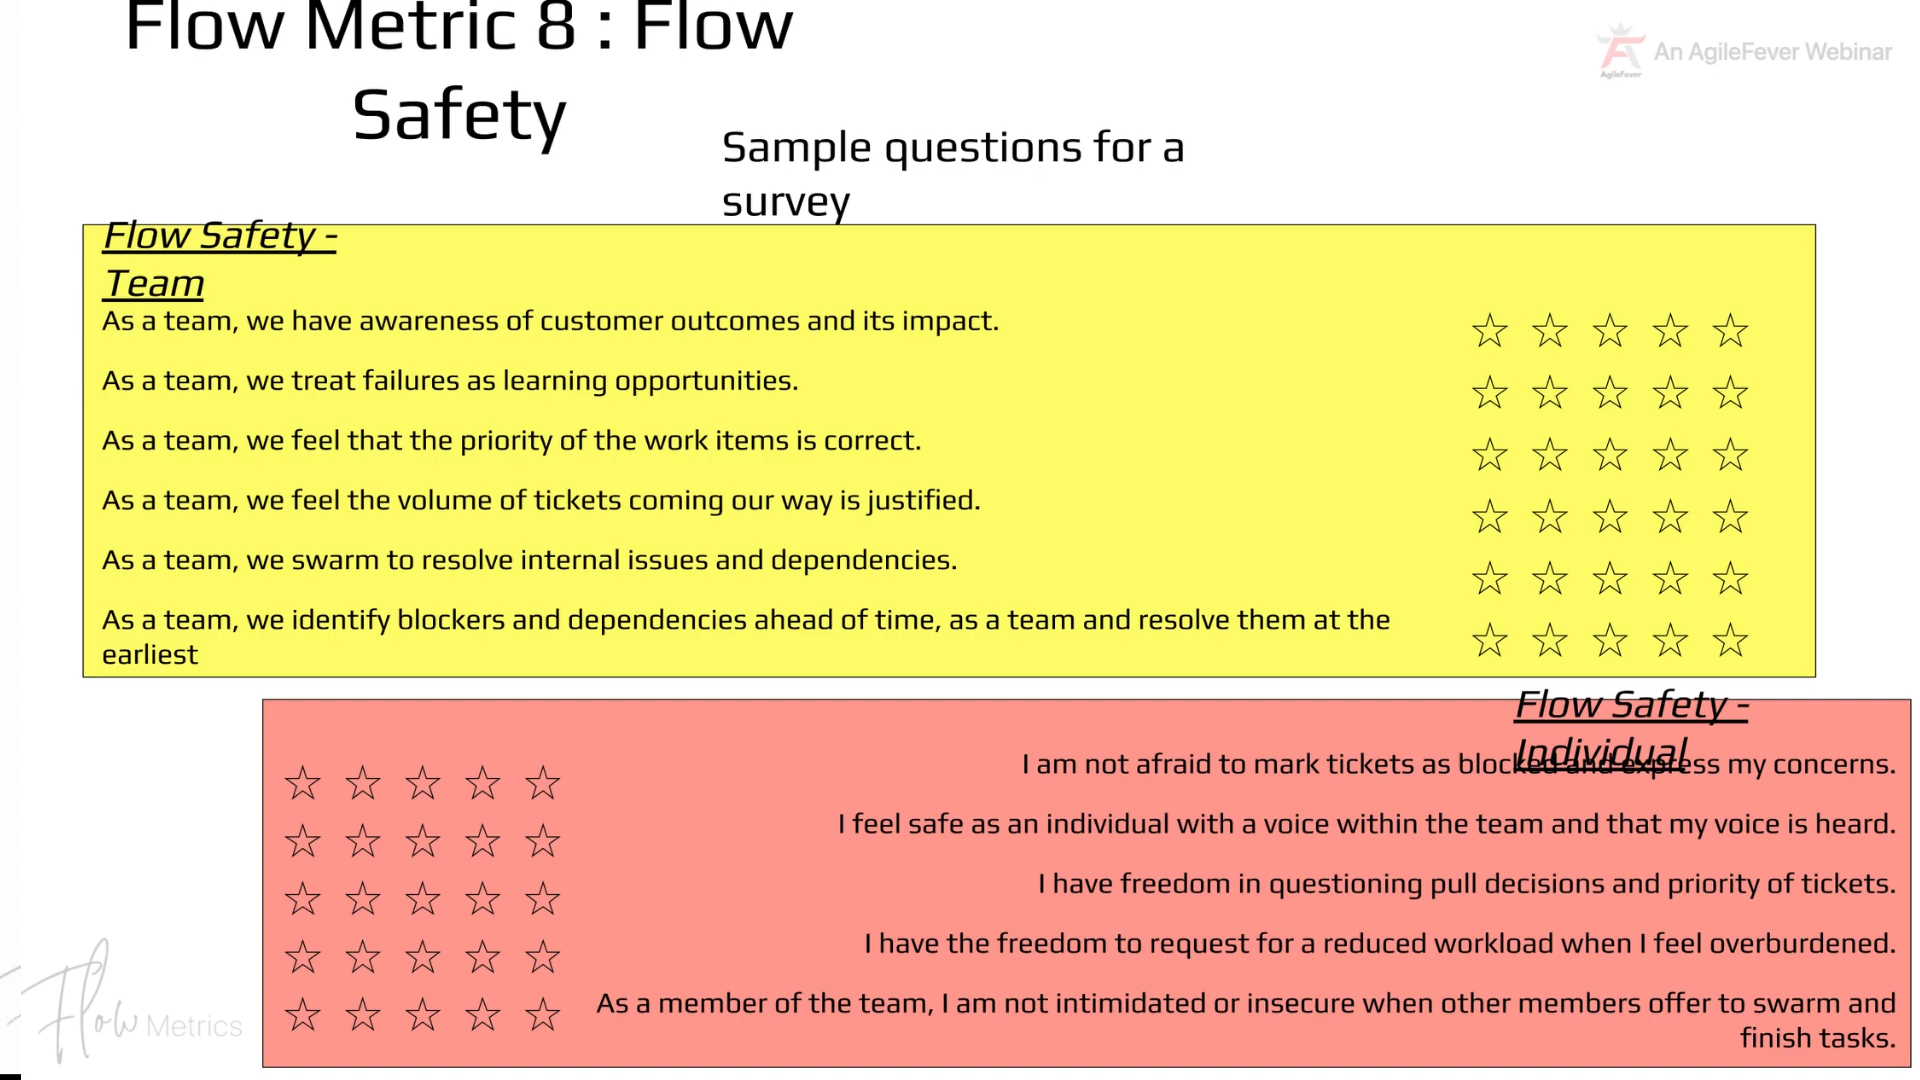 Flow Metric 8 : Flow
Safety
An AgileFever Webinar
AgileFever
Sample questions for a
survey
Flow Safety -
Team
As a team, we have awareness of customer outcomes and its impact.
As a team, we treat failures as learning opportunities.
As a team, we feel that the priority of the work items is correct.
As a team, we feel the volume of tickets coming our way is justified.
As a team, we swarm to resolve internal issues and dependencies.
As a team, we identify blockers and dependencies ahead of time, as a team and resolve them at the
earliest
Flow Safety -
Individual
I am not afraid to mark tickets as blocked and express my concerns.
I feel safe as an individual with a voice within the team and that my voice is heard.
I have freedom in questioning pull decisions and priority of tickets.
I have the freedom to request for a reduced workload when I feel overburdened.
As a member of the team, I am not intimidated or insecure when other members offer to swarm and
finish tasks.
Flow Metrics